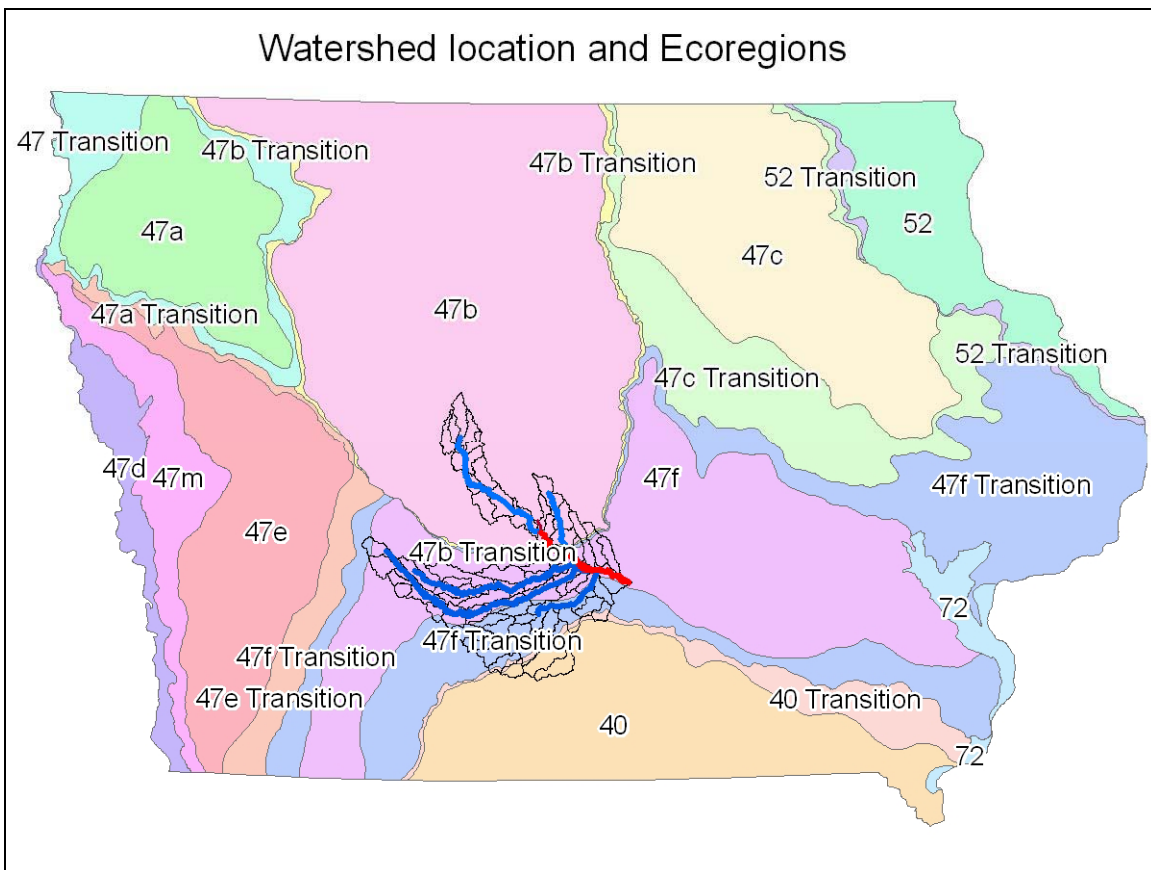 Watershed location and Ecoregions
47 Transition
47b Transition
47b Transition
52 Transition
52
47a
47c
47a Transition
47b
52 Transition
47c Transition
47d
47m
47f
47f Transition
47e
47b Transition
72
47f Transition
47f Transition
47e Transition
40 Transition
40
72